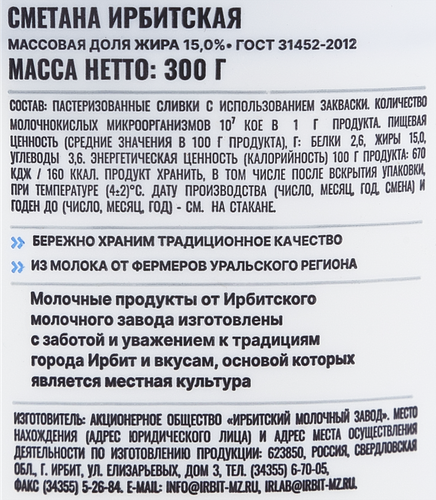 СМЕТАНА ИРБИТСКАЯ
МАССОВАЯ ДОЛЯ ЖИРА 15,0%• ГОСТ 31452-2012
МАССА НЕТТО: 300 Г
СОСТАВ: ПАСТЕРИЗОВАННЫЕ СЛИВКИ С ИСПОЛЬЗОВАНИЕМ ЗАКВАСКИ. КОЛИЧЕСТВО
МОЛОЧНОКИСЛЫХ МИКРООРГАНИЗМОВ 10⁷ КОЕ В 1 Г ПРОДУКТА. ПИЩЕВАЯ
ЦЕННОСТЬ (СРЕДНИЕ ЗНАЧЕНИЯ В 100 Г ПРОДУКТА), Г: БЕЛКИ 2,6, ЖИРЫ 15,0,
УГЛЕВОДЫ 3,6. ЭНЕРГЕТИЧЕСКАЯ ЦЕННОСТЬ (КАЛОРИЙНОСТЬ) 100 Г ПРОДУКТА: 670
КДЖ / 160 ККАЛ. ПРОДУКТ ХРАНИТЬ, В ТОМ ЧИСЛЕ ПОСЛЕ ВСКРЫТИЯ УПАКОВКИ,
ПРИ ТЕМПЕРАТУРЕ (4±2)°С. ДАТУ ПРОИЗВОДСТВА (ЧИСЛО, МЕСЯЦ, ГОД, СМЕНА) И
ГОДЕН ДО (ЧИСЛО, МЕСЯЦ, ГОД) - СМ. НА СТАКАНЕ.
» БЕРЕЖНО ХРАНИМ ТРАДИЦИОННОЕ КАЧЕСТВО
» ИЗ МОЛОКА ОТ ФЕРМЕРОВ УРАЛЬСКОГО РЕГИОНА
Молочные продукты от Ирбитского
молочного завода изготовлены
с заботой и уважением к традициям
города Ирбит и вкусам, основой которых
является местная культура
ИЗГОТОВИТЕЛЬ: АКЦИОНЕРНОЕ ОБЩЕСТВО «ИРБИТСКИЙ МОЛОЧНЫЙ ЗАВОД». МЕСТО
НАХОЖДЕНИЯ (АДРЕС ЮРИДИЧЕСКОГО ЛИЦА) И АДРЕС МЕСТА ОСУЩЕСТВЛЕНИЯ
ДЕЯТЕЛЬНОСТИ ПО ИЗГОТОВЛЕНИЮ ПРОДУКЦИИ: 623850, РОССИЯ, СВЕРДЛОВСКАЯ
ОБЛ., Г. ИРБИТ, УЛ. ЕЛИЗАРЬЕВЫХ, ДОМ 3, ТЕЛ. (34355) 6-70-05,
ФАКС (34355) 5-26-84. E-MAIL: INFO@IRBIT-MZ.RU, IRLAB@IRBIT-MZ.RU.